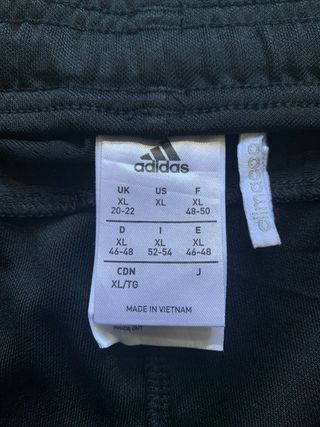 adidas
UK US F
XL XL XL
20-22 48-50
D I E
XL XL XL
46-48 52-54 46-48
CDN J
XL/TG
MADE IN VIETNAM
climacool